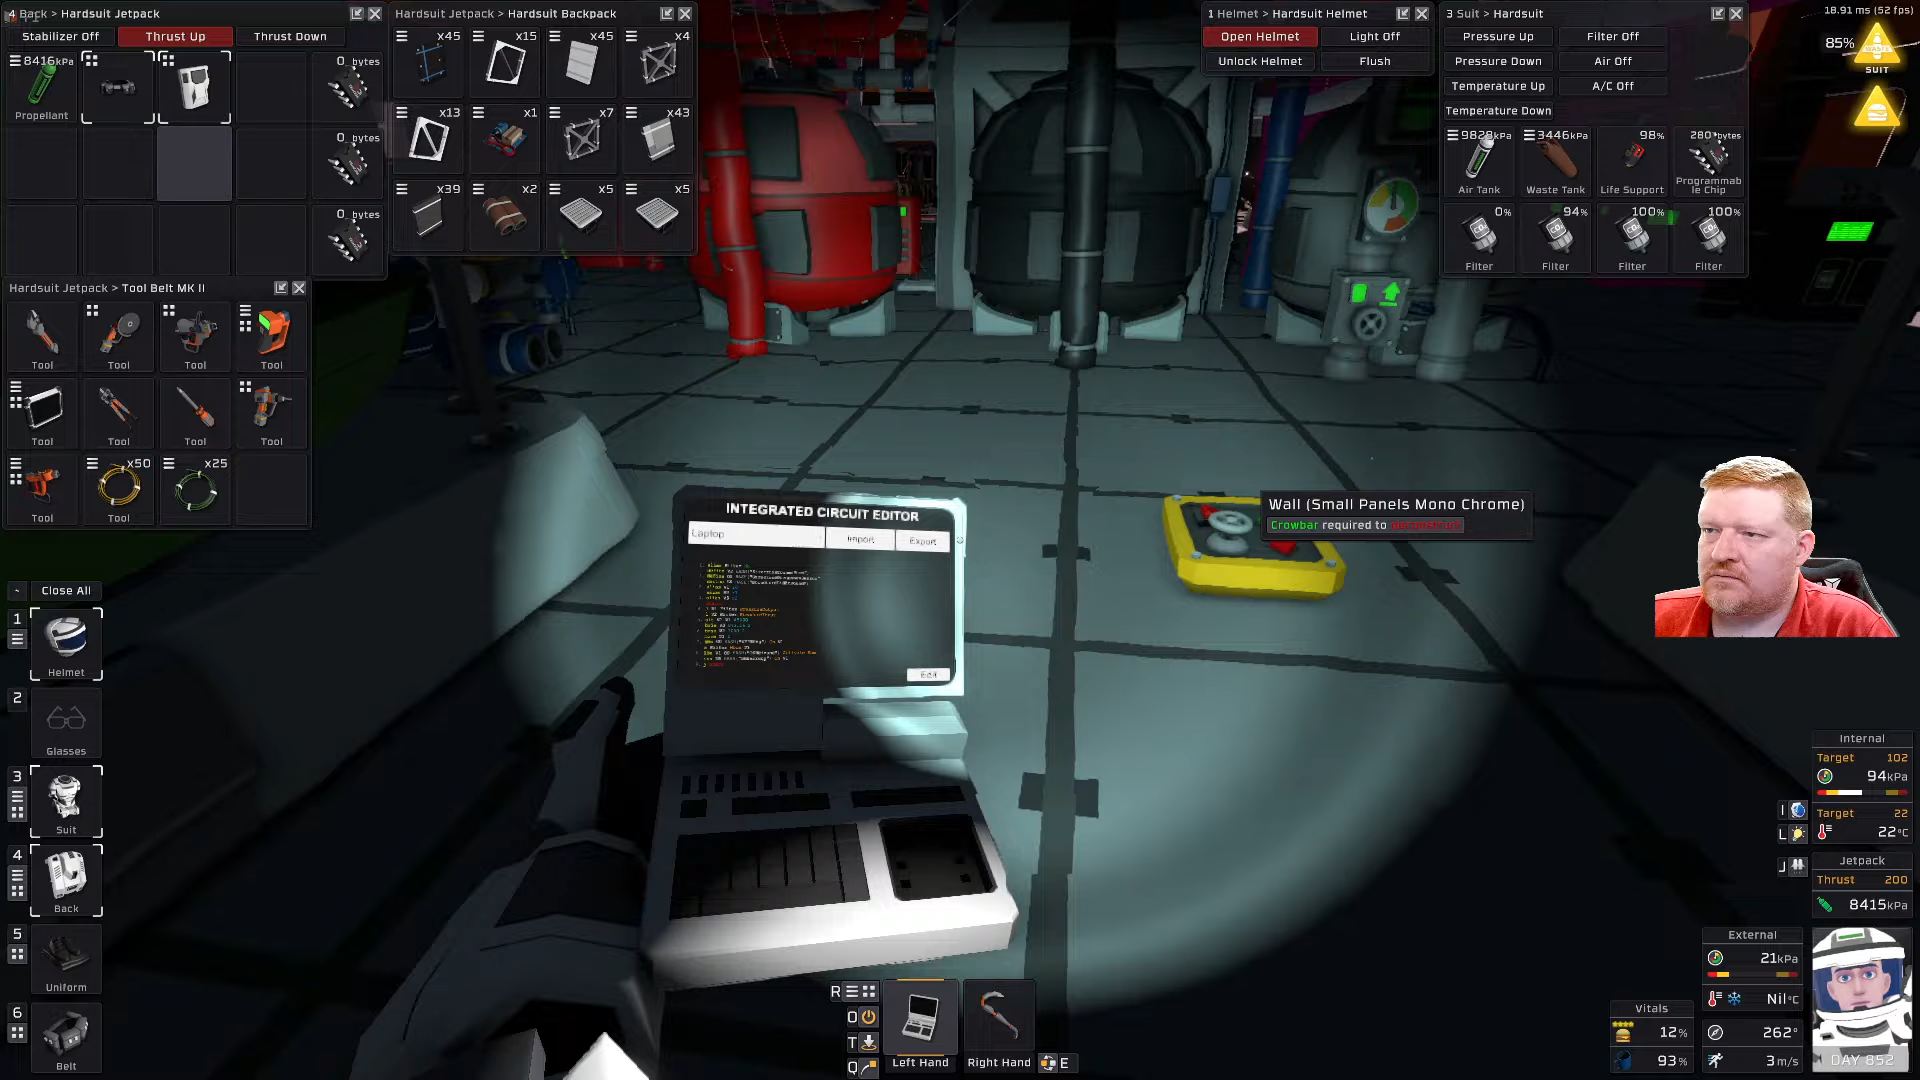 4 Back > Hardsuit Jetpack
Stabilizer Off
Thrust Up
Thrust Down
8416kPa
Propellant
0_bytes
0_bytes
0_bytes
Hardsuit Jetpack > Hardsuit Backpack
x45
x15
x45
x4
x13
x1
x7
x43
x39
x2
x5
x5
1 Helmet > Hardsuit Helmet
Open Helmet
Light Off
Unlock Helmet
Flush
3 Suit > Hardsuit
Pressure Up
Filter Off
Pressure Down
Air Off
Temperature Up
A/C Off
Temperature Down
Air Tank
3446kPa
Waste Tank
98%
Life Support
280 bytes
Programmab
le Chip
0%
Filter
94%
Filter
100%
Filter
100%
Filter
18.91 ms (52 fps)
85%
SUIT
Hardsuit Jetpack > Tool Belt MK II
Tool
Tool
Tool
Tool
Tool
Tool
Tool
Tool
Tool
x50
Tool
x25
Tool
INTEGRATED CIRCUIT EDITOR
Laptop
Import
Export
Edit
Wall (Small Panels Mono Chrome)
Crowbar required to
~ Close All
1
Helmet
2
Glasses
3
Suit
4
Back
5
Uniform
6
Belt
R
O
T
Q
Left Hand
Right Hand
E
Internal
Target 102
94kPa
Target 22
22°C
I
L
J
Jetpack
Thrust 200
8415kPa
External
21kPa
Nil°C
262°
3m/s
Vitals
12%
93%
DAY 852